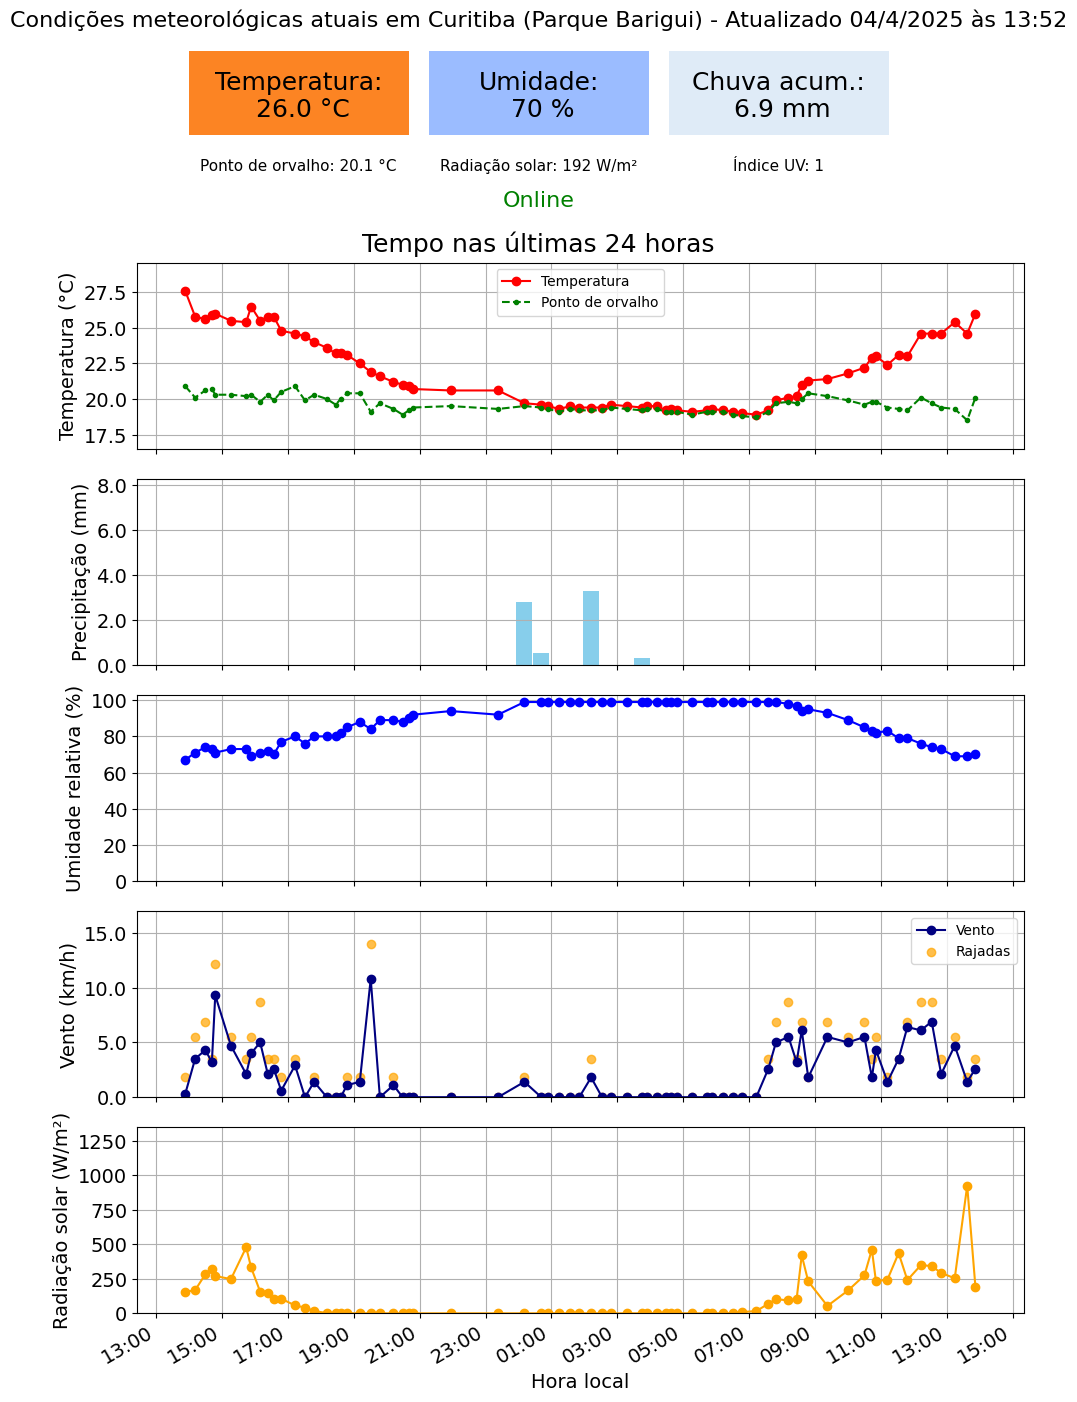 Condições meteorológicas atuais em Curitiba (Parque Barigui) - Atualizado 04/4/2025 às 13:52
Temperatura:
26.0 °C
Umidade:
70 %
Chuva acum.:
6.9 mm
Ponto de orvalho: 20.1 °C
Radiação solar: 192 W/m²
Índice UV: 1
Online
Tempo nas últimas 24 horas
Temperatura (°C)
27.5
25.0
22.5
20.0
17.5
Temperatura
Ponto de orvalho
Precipitação (mm)
8.0
6.0
4.0
2.0
0.0
Umidade relativa (%)
100
80
60
40
20
0
Vento (km/h)
15.0
10.0
5.0
0.0
Vento
Rajadas
Radiação solar (W/m²)
1250
1000
750
500
250
0
13:00
15:00
17:00
19:00
21:00
23:00
01:00
03:00
05:00
07:00
09:00
11:00
13:00
15:00
Hora local